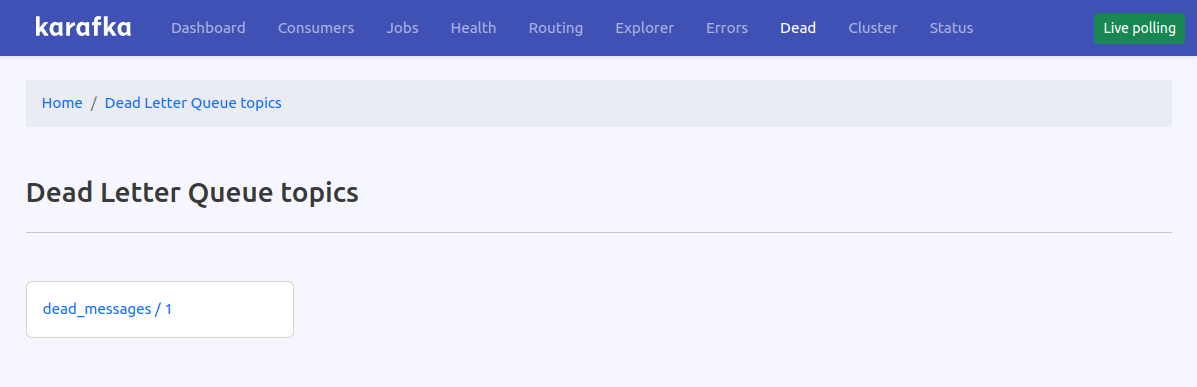 karafka Dashboard Consumers Jobs Health Routing Explorer Errors Dead Cluster Status Live polling
Home / Dead Letter Queue topics
Dead Letter Queue topics
dead_messages / 1